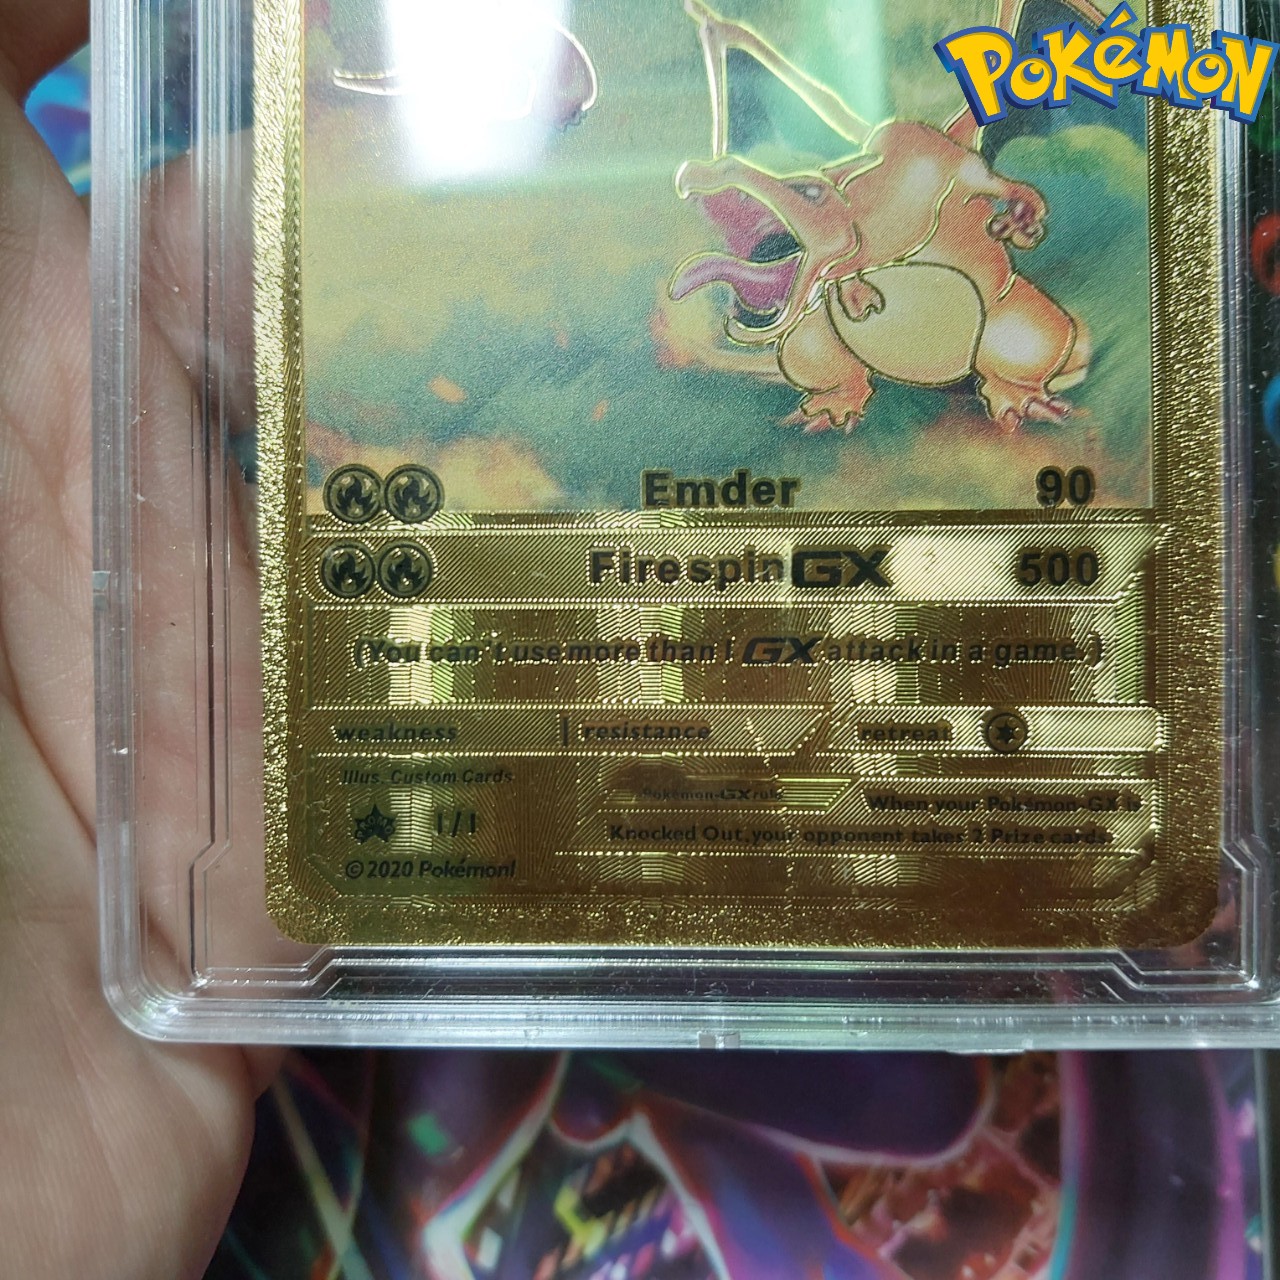 POKéMON
Emder 90
Fire spin GX 500
(You can't use more than 1 GX attack in a game.)
weakness | resistance retreat
Illus. Custom Cards
Pokémon-GX rule When your Pokémon-GX is
1/1 Knocked Out, your opponent takes 2 Prize cards.
©2020 Pokémon!